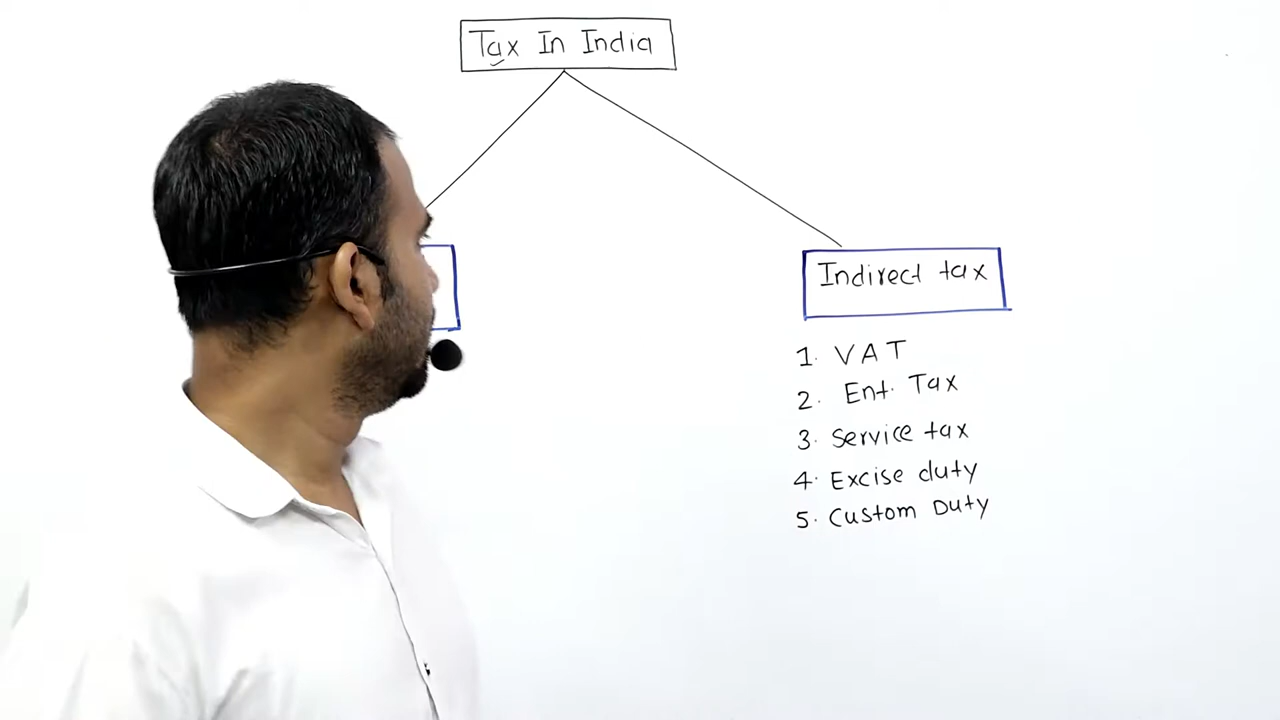 Tax In India
Indirect tax
1. VAT
2. Ent. Tax
3. Service tax
4. Excise duty
5. Custom Duty